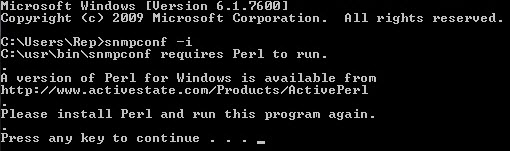 Microsoft Windows [Version 6.1.7600]
Copyright (c) 2009 Microsoft Corporation.  All rights reserved.
C:\Users\Rep>snmpconf -i
C:\usr\bin\snmpconf requires Perl to run.
.
A version of Perl for Windows is available from
http://www.activestate.com/Products/ActivePerl
.
Please install Perl and run this program again.
.
Press any key to continue . . . _